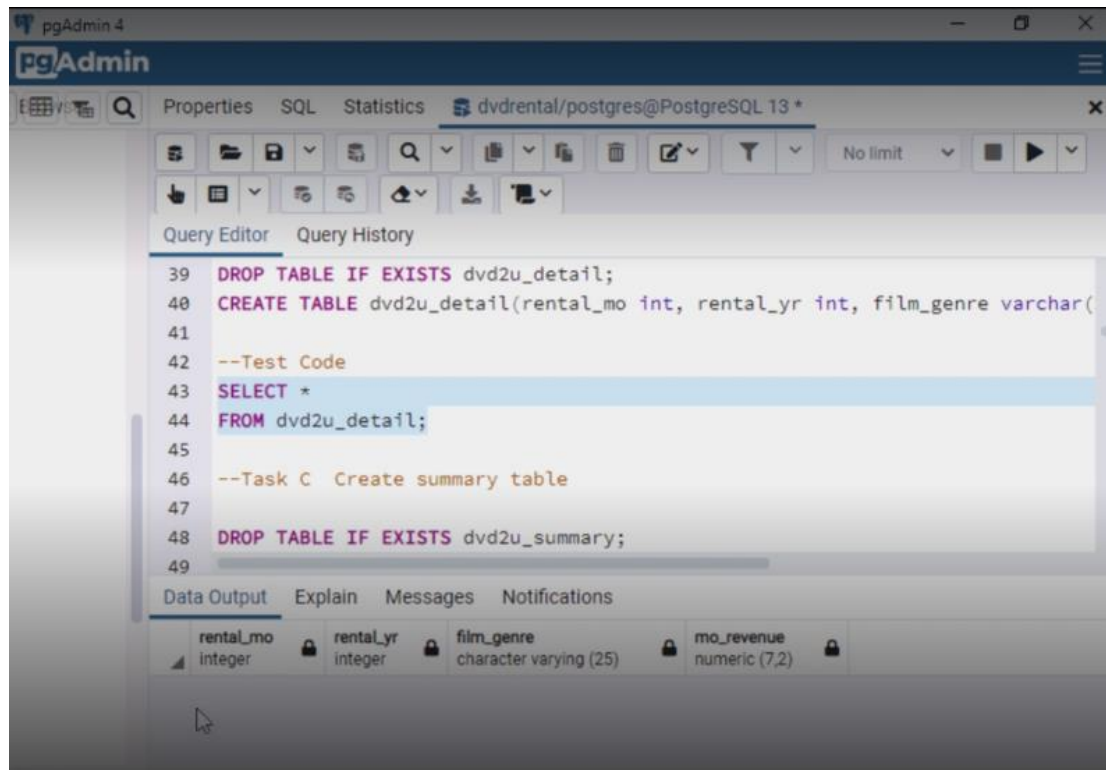 pgAdmin 4
pgAdmin
Properties SQL Statistics dvdrental/postgres@PostgreSQL 13 *
No limit
Query Editor Query History
39 DROP TABLE IF EXISTS dvd2u_detail;
40 CREATE TABLE dvd2u_detail(rental_mo int, rental_yr int, film_genre varchar(
41
42 --Test Code
43 SELECT *
44 FROM dvd2u_detail;
45
46 --Task C Create summary table
47
48 DROP TABLE IF EXISTS dvd2u_summary;
49
Data Output Explain Messages Notifications
rental_mo rental_yr film_genre mo_revenue
integer integer character varying (25) numeric (7,2)